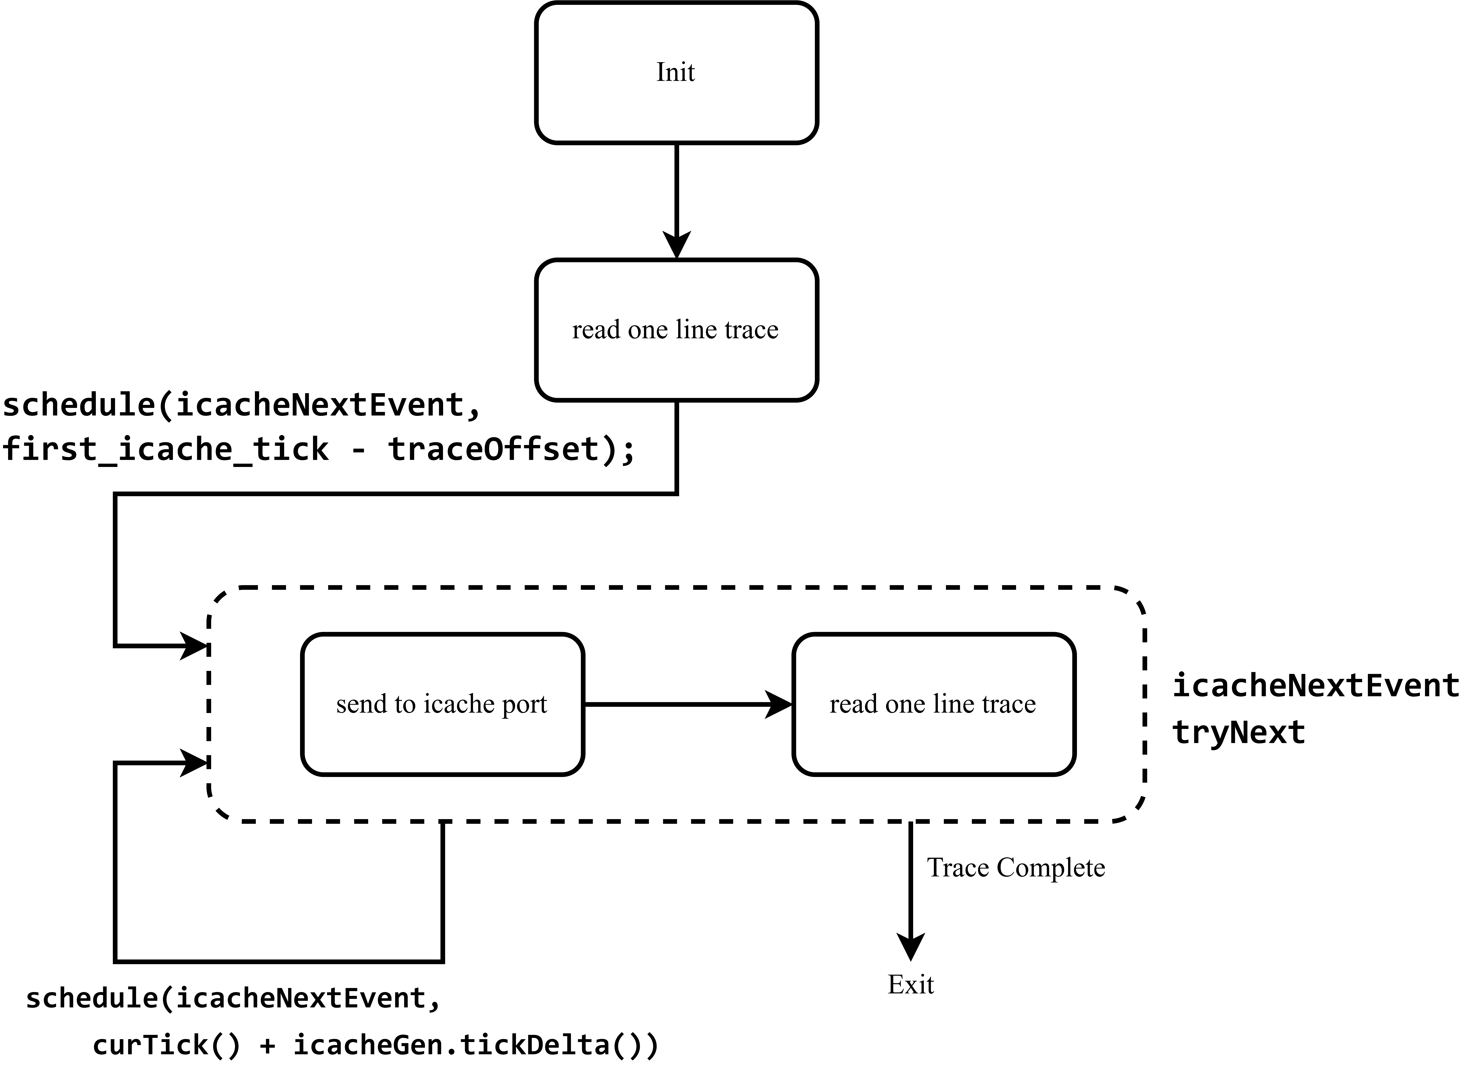 Init
read one line trace
schedule(icacheNextEvent,
first_icache_tick - traceOffset);
send to icache port
read one line trace
icacheNextEvent
tryNext
Trace Complete
Exit
schedule(icacheNextEvent,
curTick() + icacheGen.tickDelta())